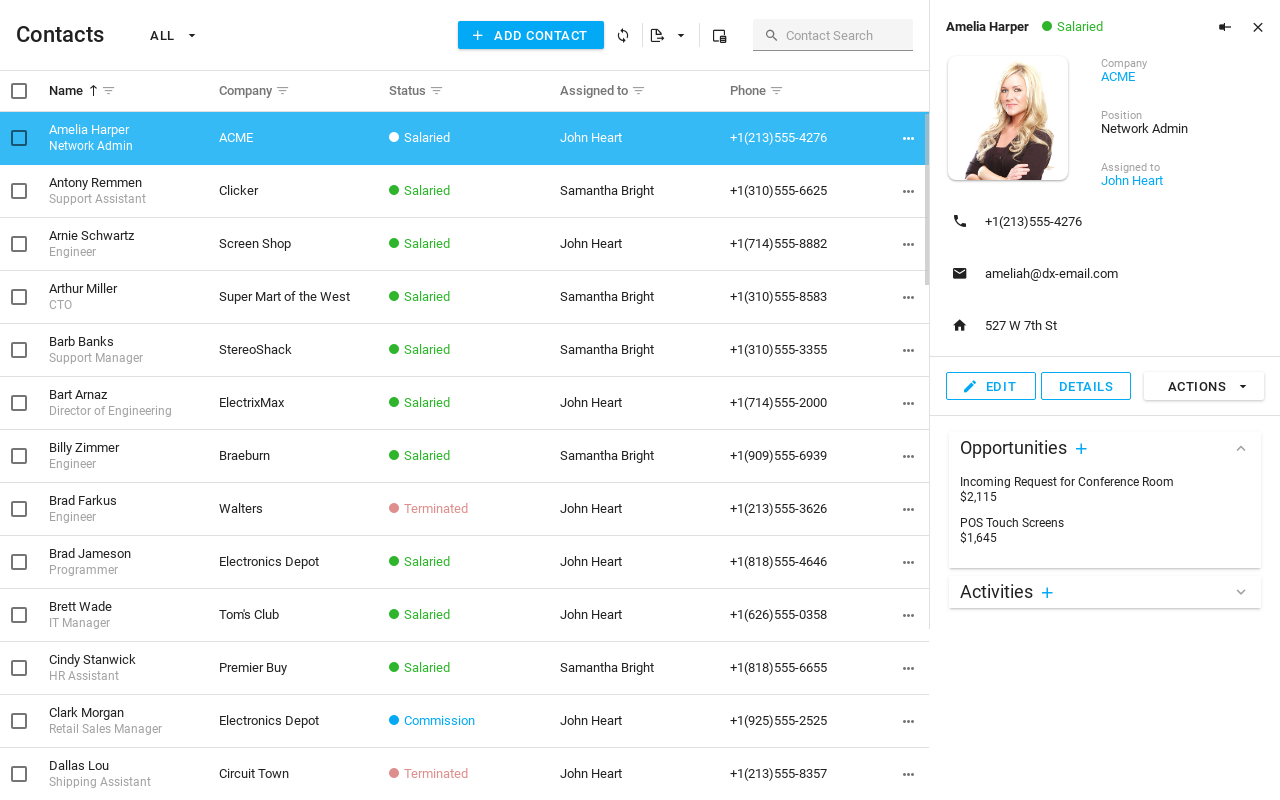 Contacts
ALL
ADD CONTACT
Contact Search
Name
Company
Status
Assigned to
Phone
Amelia Harper
Network Admin
ACME
Salaried
John Heart
+1(213)555-4276
Antony Remmen
Support Assistant
Clicker
Salaried
Samantha Bright
+1(310)555-6625
Arnie Schwartz
Engineer
Screen Shop
Salaried
John Heart
+1(714)555-8882
Arthur Miller
CTO
Super Mart of the West
Salaried
Samantha Bright
+1(310)555-8583
Barb Banks
Support Manager
StereoShack
Salaried
Samantha Bright
+1(310)555-3355
Bart Arnaz
Director of Engineering
ElectrixMax
Salaried
John Heart
+1(714)555-2000
Billy Zimmer
Engineer
Braeburn
Salaried
Samantha Bright
+1(909)555-6939
Brad Farkus
Engineer
Walters
Terminated
John Heart
+1(213)555-3626
Brad Jameson
Programmer
Electronics Depot
Salaried
John Heart
+1(818)555-4646
Brett Wade
IT Manager
Tom's Club
Salaried
John Heart
+1(626)555-0358
Cindy Stanwick
HR Assistant
Premier Buy
Salaried
Samantha Bright
+1(818)555-6655
Clark Morgan
Retail Sales Manager
Electronics Depot
Commission
John Heart
+1(925)555-2525
Dallas Lou
Shipping Assistant
Circuit Town
Terminated
John Heart
+1(213)555-8357
Amelia Harper
Salaried
Company
ACME
Position
Network Admin
Assigned to
John Heart
+1(213)555-4276
ameliah@dx-email.com
527 W 7th St
EDIT
DETAILS
ACTIONS
Opportunities
Incoming Request for Conference Room
$2,115
POS Touch Screens
$1,645
Activities